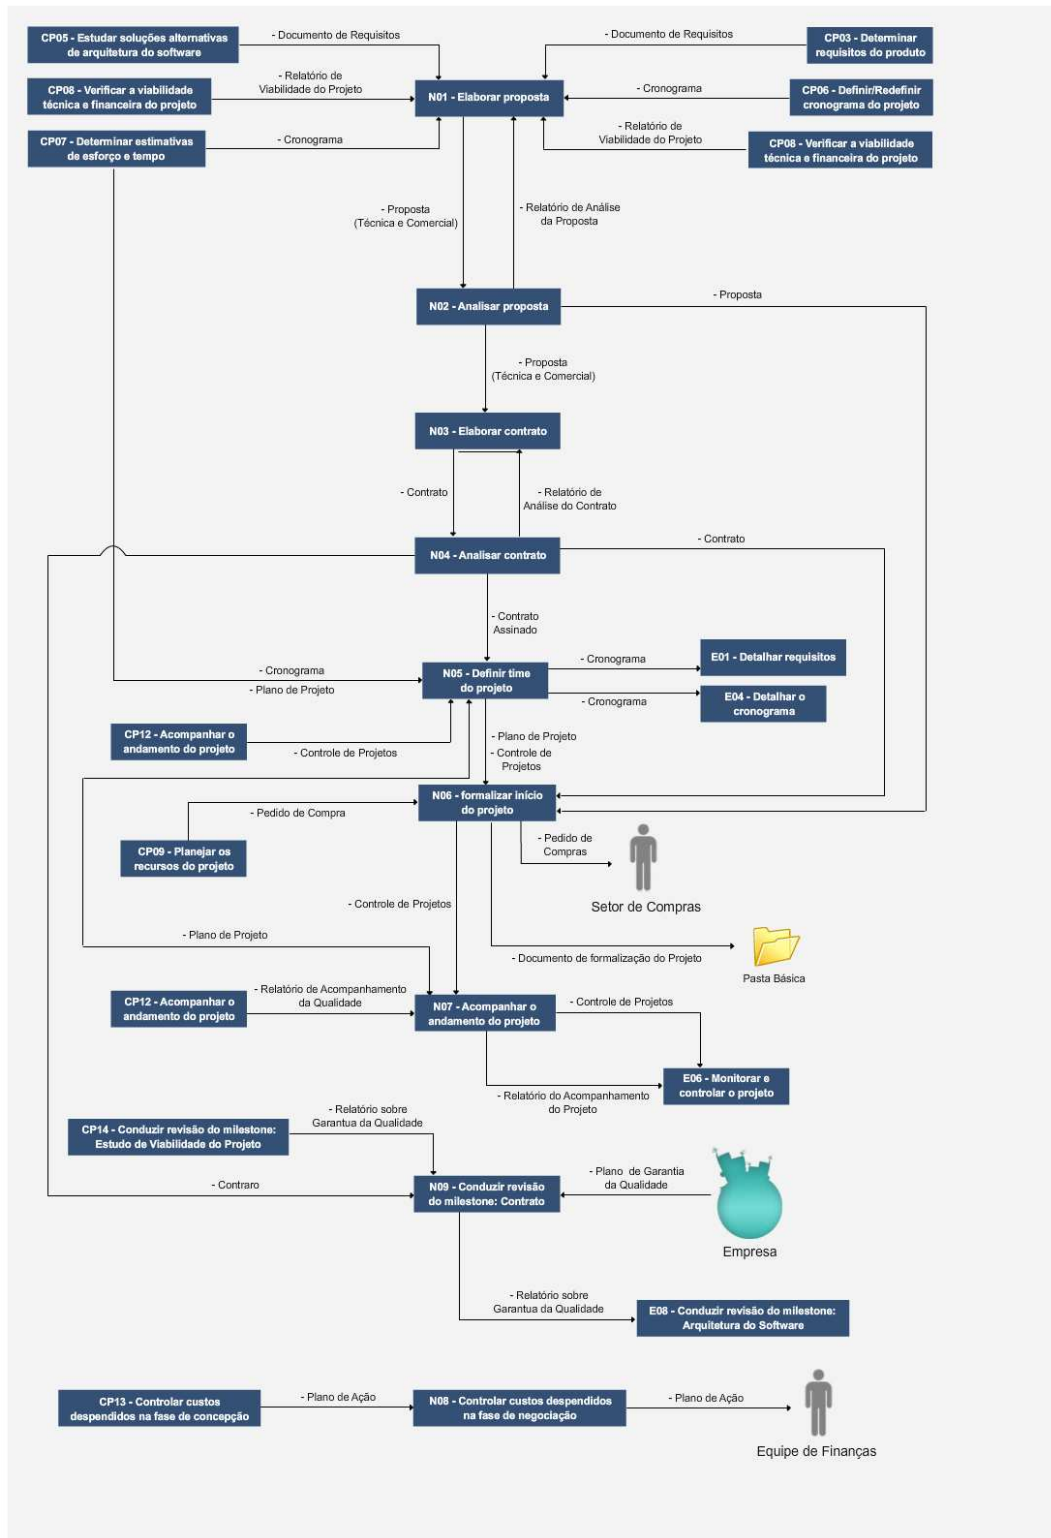 CP05 - Estudar soluções alternativas
de arquitetura do software
- Documento de Requisitos
- Documento de Requisitos
CP03 - Determinar
requisitos do produto
CP08 - Verificar a viabilidade
técnica e financeira do projeto
- Relatório de
Viabilidade do Projeto
N01 - Elaborar proposta
- Cronograma
CP06 - Definir/Redefinir
cronograma do projeto
CP07 - Determinar estimativas
de esforço e tempo
- Cronograma
- Relatório de
Viabilidade do Projeto
CP08 - Verificar a viabilidade
técnica e financeira do projeto
- Proposta
(Técnica e Comercial)
- Relatório de Análise
da Proposta
N02 - Analisar proposta
- Proposta
- Proposta
(Técnica e Comercial)
N03 - Elaborar contrato
- Contrato
- Relatório de
Análise do Contrato
N04 - Analisar contrato
- Contrato
- Contrato
Assinado
- Cronograma
- Plano de Projeto
N05 - Definir time
do projeto
- Cronograma
E01 - Detalhar requisitos
- Cronograma
E04 - Detalhar o
cronograma
CP12 - Acompanhar o
andamento do projeto
- Controle de Projetos
- Plano de Projeto
- Controle de
Projetos
N06 - formalizar início
do projeto
- Pedido de Compra
CP09 - Planejar os
recursos do projeto
- Pedido de
Compras
Setor de Compras
- Controle de Projetos
- Plano de Projeto
- Documento de formalização do Projeto
Pasta Básica
CP12 - Acompanhar o
andamento do projeto
- Relatório de Acompanhamento
da Qualidade
N07 - Acompanhar o
andamento do projeto
- Controle de Projetos
E06 - Monitorar e
controlar o projeto
- Relatório do Acompanhamento
do Projeto
CP14 - Conduzir revisão do milestone:
Estudo de Viabilidade do Projeto
- Relatório sobre
Garantua da Qualidade
- Contraro
N09 - Conduzir revisão
do milestone: Contrato
- Plano de Garantia
da Qualidade
Empresa
- Relatório sobre
Garantua da Qualidade
E08 - Conduzir revisão do milestone:
Arquitetura do Software
CP13 - Controlar custos
despendidos na fase de concepção
- Plano de Ação
N08 - Controlar custos despendidos
na fase de negociação
- Plano de Ação
Equipe de Finanças